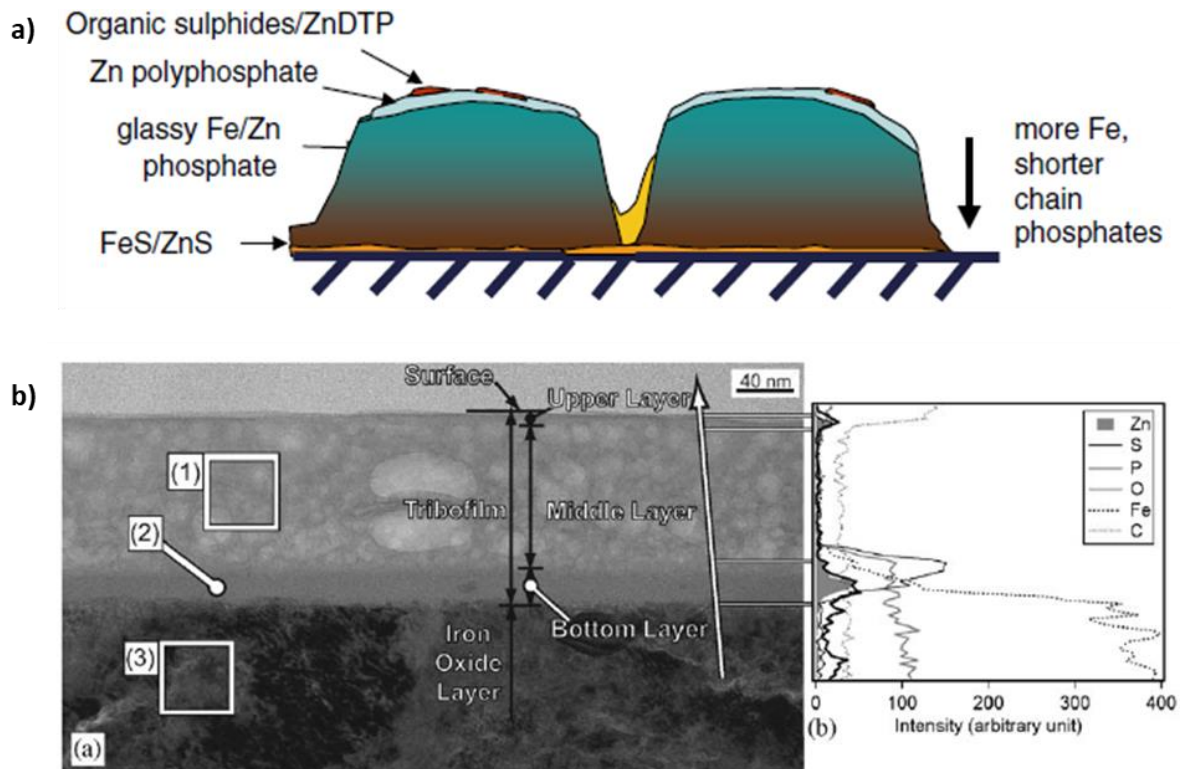 a)
Organic sulphides/ZnDTP
Zn polyphosphate
glassy Fe/Zn
phosphate
FeS/ZnS
more Fe,
shorter
chain
phosphates
b)
Surface
40 nm
Upper Layer
(1)
Tribofilm
Middle Layer
(2)
Bottom Layer
(3)
Iron
Oxide
Layer
(a)
Zn
S
P
O
Fe
C
0
100
200
300
400
(b)
Intensity (arbitrary unit)